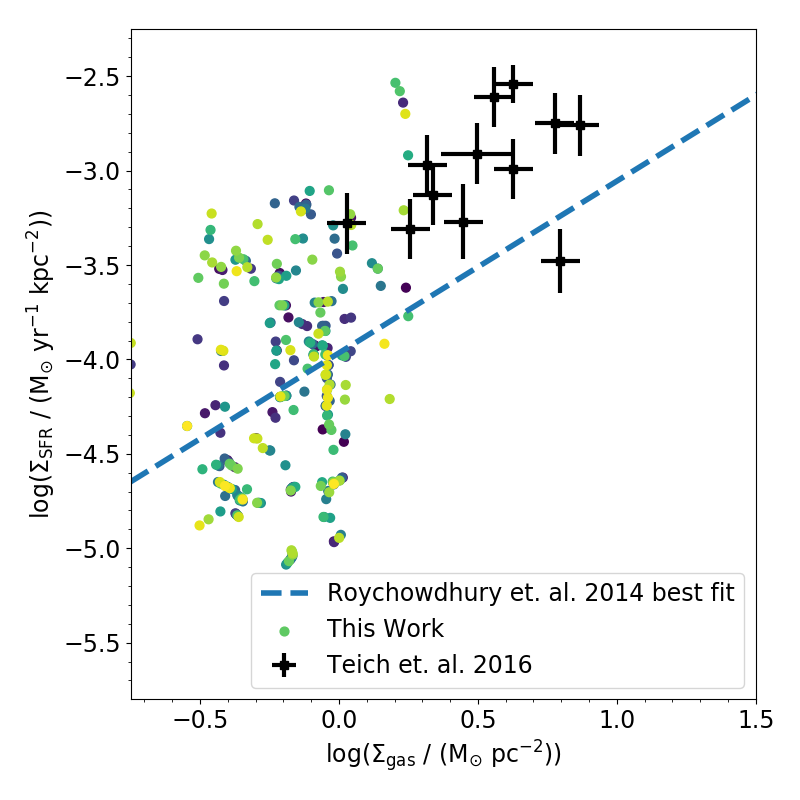 log(Σ_SFR / (M_⊙ yr^−1 kpc^−2))
−2.5
−3.0
−3.5
−4.0
−4.5
−5.0
−5.5
Roychowdhury et. al. 2014 best fit
This Work
Teich et. al. 2016
−0.5 0.0 0.5 1.0 1.5
log(Σ_gas / (M_⊙ pc^−2))